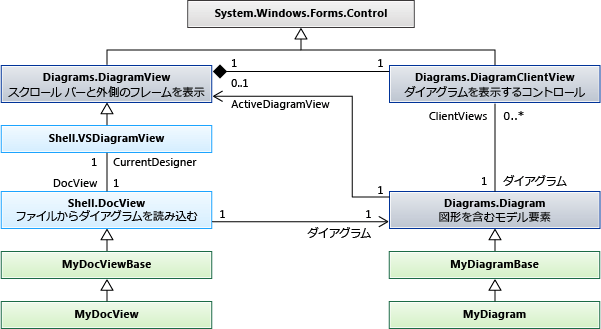 System.Windows.Forms.Control
Diagrams.DiagramView
スクロール バーと外側のフレームを表示
1
1
0..1
ActiveDiagramView
Diagrams.DiagramClientView
ダイアグラムを表示するコントロール
ClientViews
0..*
Shell.VSDiagramView
1
CurrentDesigner
DocView
1
1
ダイアグラム
Shell.DocView
ファイルからダイアグラムを読み込む
1
1
1
ダイアグラム
Diagrams.Diagram
図形を含むモデル要素
MyDocViewBase
MyDiagramBase
MyDocView
MyDiagram